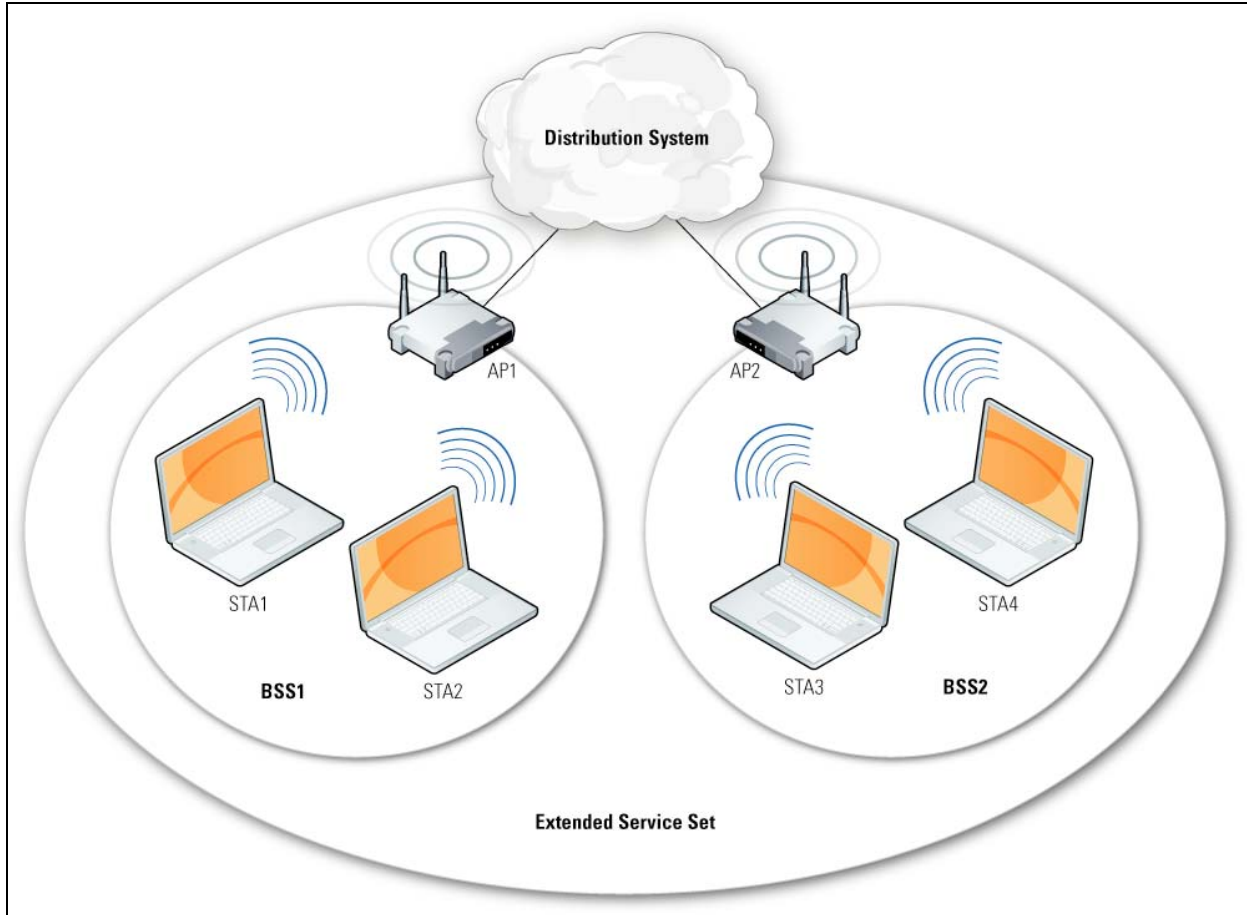 Distribution System
AP1
AP2
STA1
STA2
STA3
STA4
BSS1
BSS2
Extended Service Set